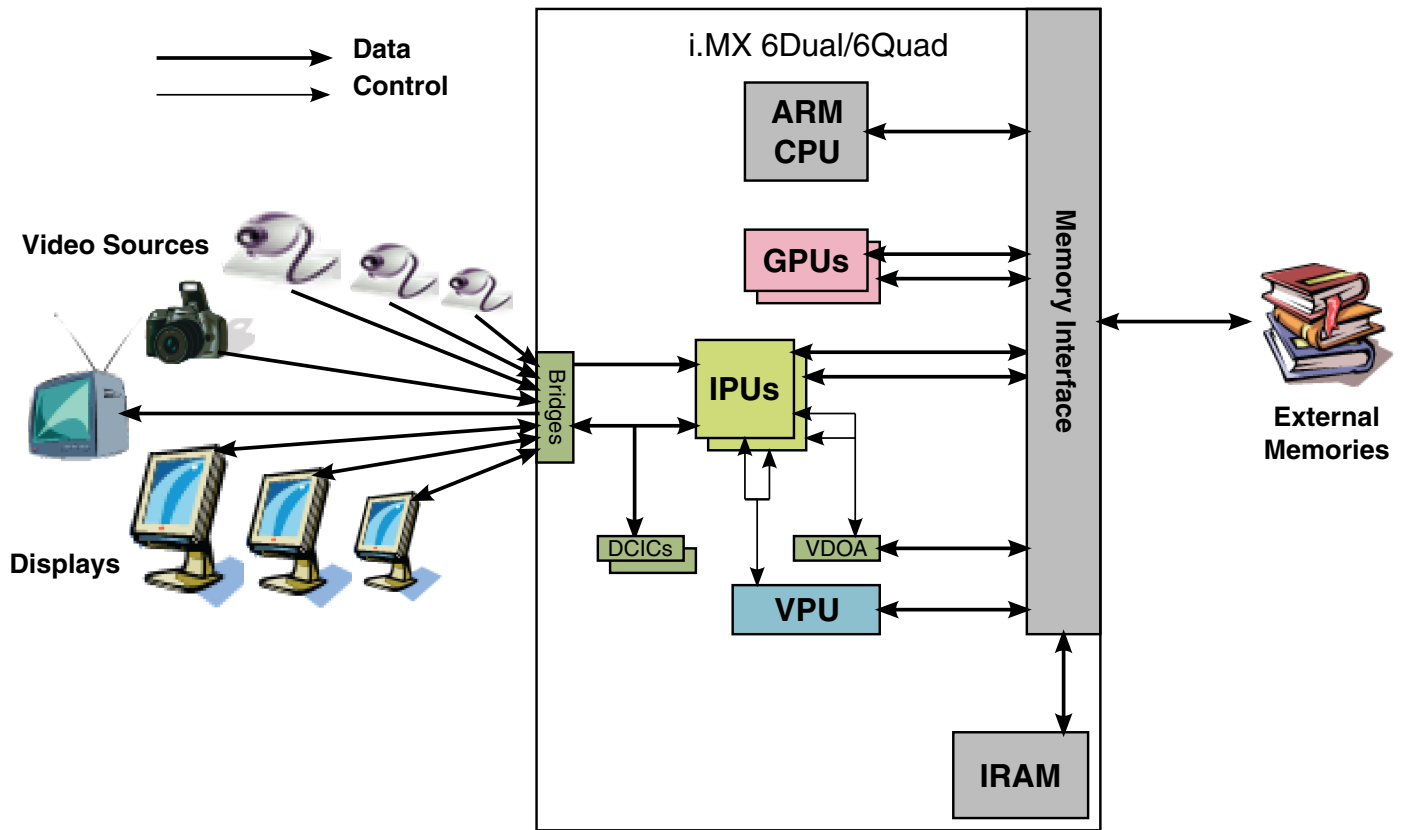 Data
Control
i.MX 6Dual/6Quad
ARM
CPU
Video Sources
GPUs
Memory Interface
Bridges
IPUs
External
Memories
DCICs
VDOA
Displays
VPU
IRAM